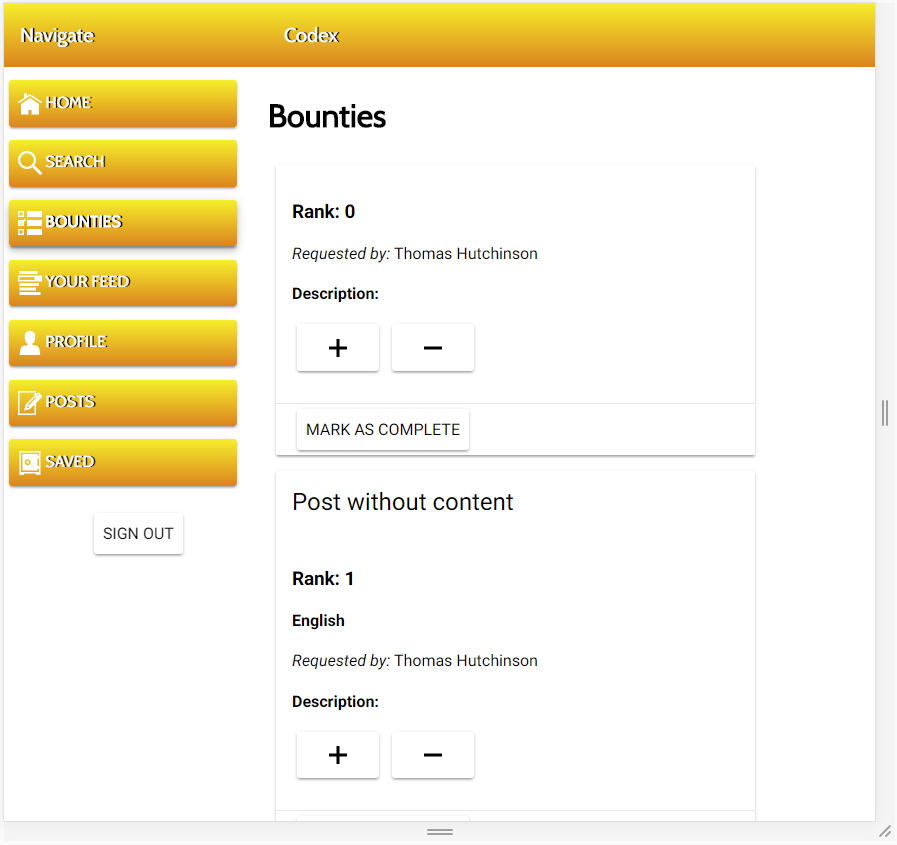 Navigate
Codex
HOME
SEARCH
BOUNTIES
YOUR FEED
PROFILE
POSTS
SAVED
SIGN OUT
Bounties
Rank: 0
Requested by: Thomas Hutchinson
Description:
+ −
MARK AS COMPLETE
Post without content
Rank: 1
English
Requested by: Thomas Hutchinson
Description:
+ −